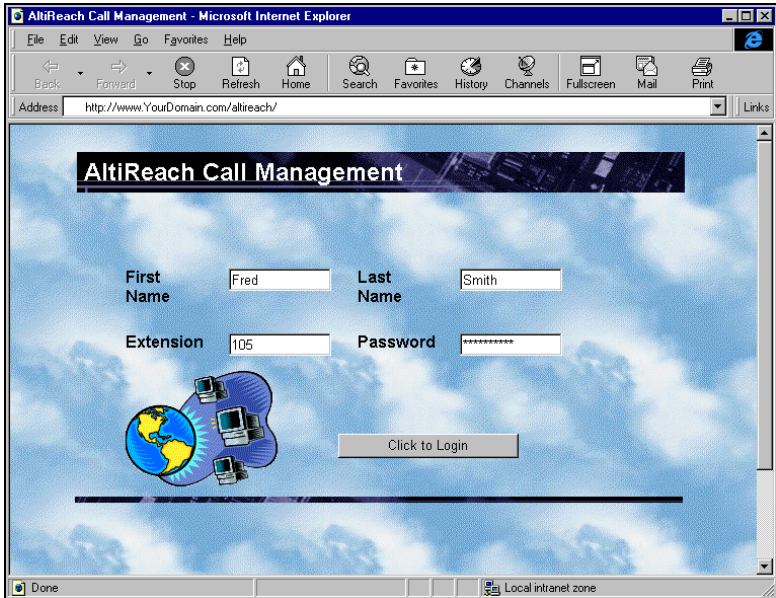 AltiReach Call Management - Microsoft Internet Explorer
File Edit View Go Favorites Help
Back Forward Stop Refresh Home Search Favorites History Channels Fullscreen Mail Print
Address http://www.YourDomain.com/altireach/ Links
AltiReach Call Management
First Name Fred Last Name Smith
Extension 105 Password **********
Click to Login
Done Local intranet zone